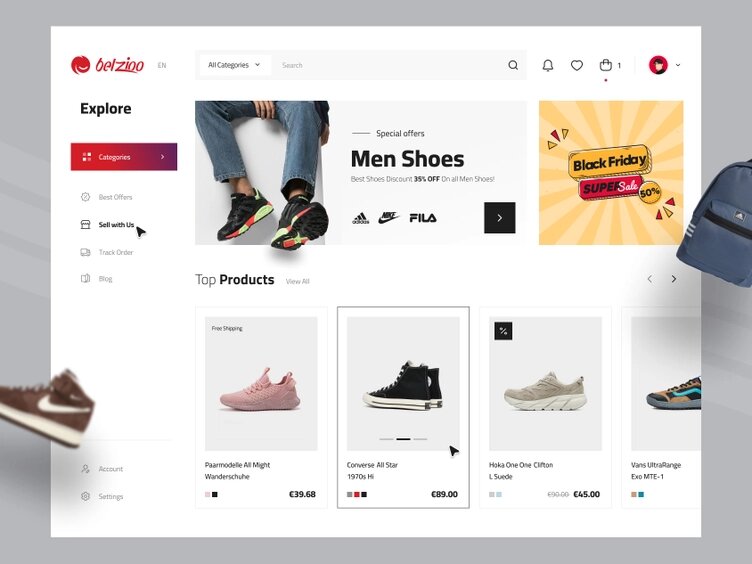 belzino
EN
All Categories
Search
1
Explore
Categories
Best Offers
Sell with Us
Track Order
Blog
Account
Settings
Special offers
Men Shoes
Best Shoes Discount 35% OFF On all Men Shoes!
adidas
NIKE
FILA
Black Friday
SUPER Sale
50%
Top Products
View All
Free Shipping
Paarmodelle All Might
Wanderschuhe
€39.68
Converse All Star
1970s Hi
€89.00
%
Hoka One One Clifton
L Suede
€90.00 €45.00
Vans UltraRange
Exo MTE-1